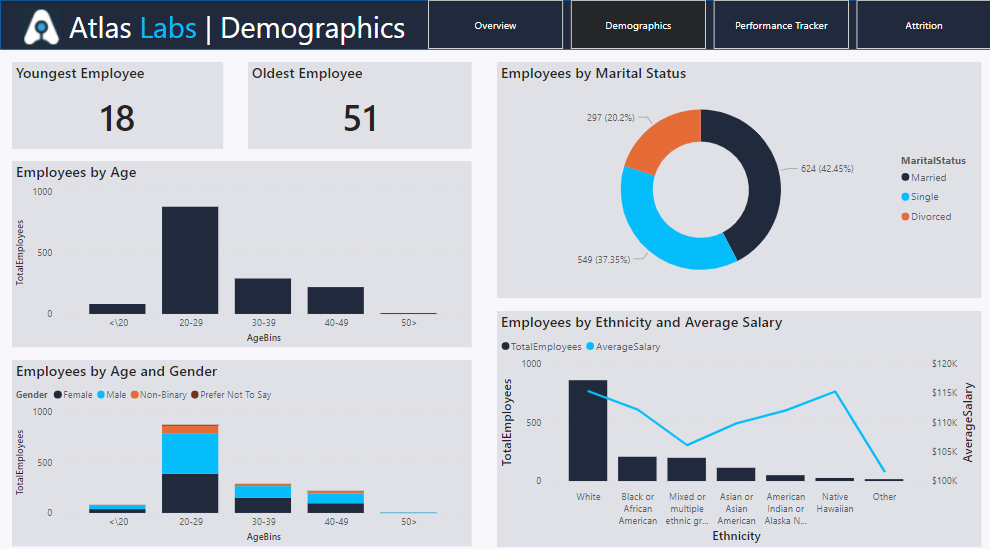 Atlas Labs | Demographics
Overview
Demographics
Performance Tracker
Attrition
Youngest Employee
18
Oldest Employee
51
Employees by Age
TotalEmployees
1000
500
0
<\20
20-29
30-39
40-49
50>
AgeBins
Employees by Age and Gender
Gender Female Male Non-Binary Prefer Not To Say
TotalEmployees
1000
500
0
<\20
20-29
30-39
40-49
50>
AgeBins
Employees by Marital Status
297 (20.2%)
624 (42.45%)
549 (37.35%)
MaritalStatus
Married
Single
Divorced
Employees by Ethnicity and Average Salary
TotalEmployees AverageSalary
TotalEmployees
1000
500
0
$120K
$115K
$110K
$105K
$100K
AverageSalary
White
Black or
African
American
Mixed or
multiple
ethnic gr...
Asian or
Asian
American
American
Indian or
Alaska N...
Native
Hawaiian
Other
Ethnicity